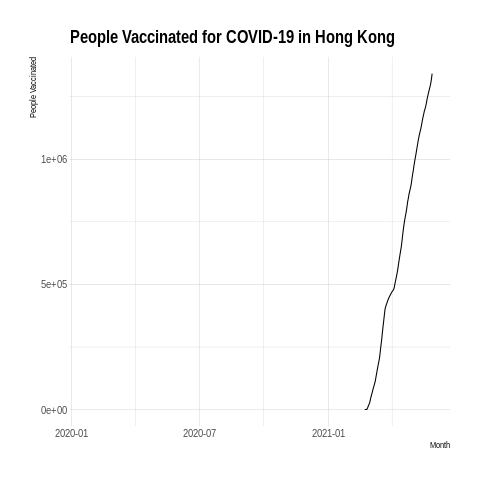 People Vaccinated for COVID-19 in Hong Kong
People Vaccinated
1e+06
5e+05
0e+00
2020-01 2020-07 2021-01
Month